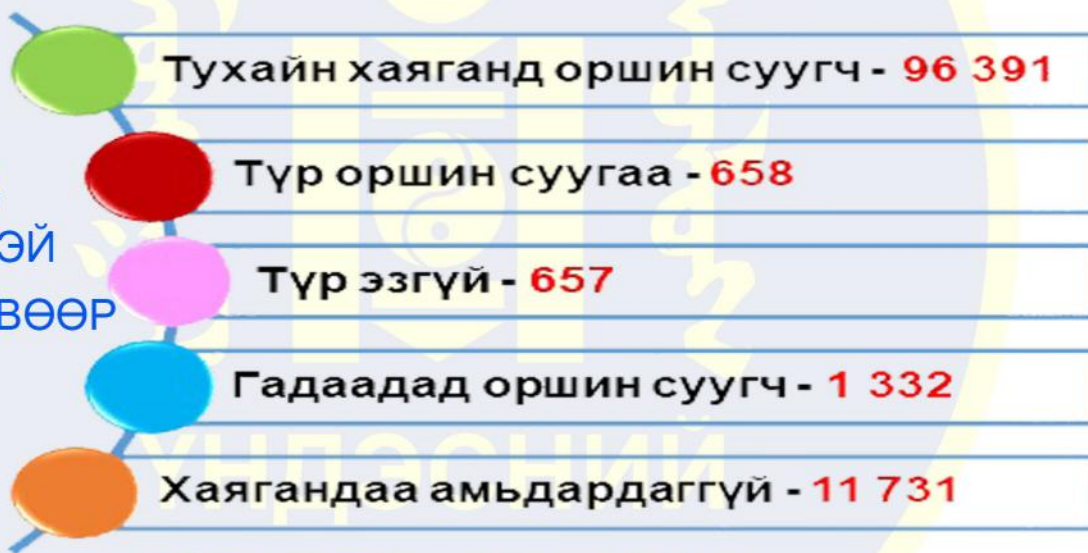 Тухайн хаяганд оршин суугч - 96 391
Түр оршин суугаа - 658
ЭЙ
Түр эзгүй - 657
ВӨӨР
Гадаадад оршин суугч - 1 332
ҮНДЭСНИЙ
Хаягандаа амьдардаггүй - 11 731